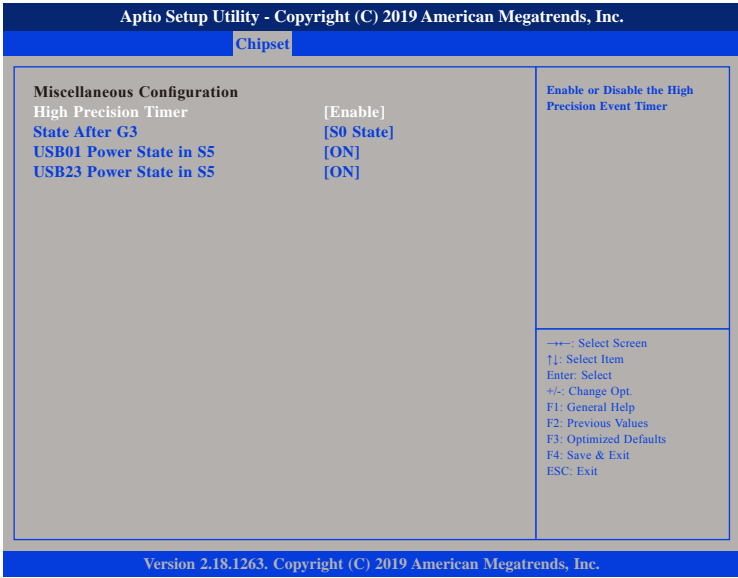 Aptio Setup Utility - Copyright (C) 2019 American Megatrends, Inc.
Chipset
Miscellaneous Configuration
High Precision Timer [Enable]
State After G3 [S0 State]
USB01 Power State in S5 [ON]
USB23 Power State in S5 [ON]
Enable or Disable the High
Precision Event Timer
→←: Select Screen
↑↓: Select Item
Enter: Select
+/-: Change Opt.
F1: General Help
F2: Previous Values
F3: Optimized Defaults
F4: Save & Exit
ESC: Exit
Version 2.18.1263. Copyright (C) 2019 American Megatrends, Inc.